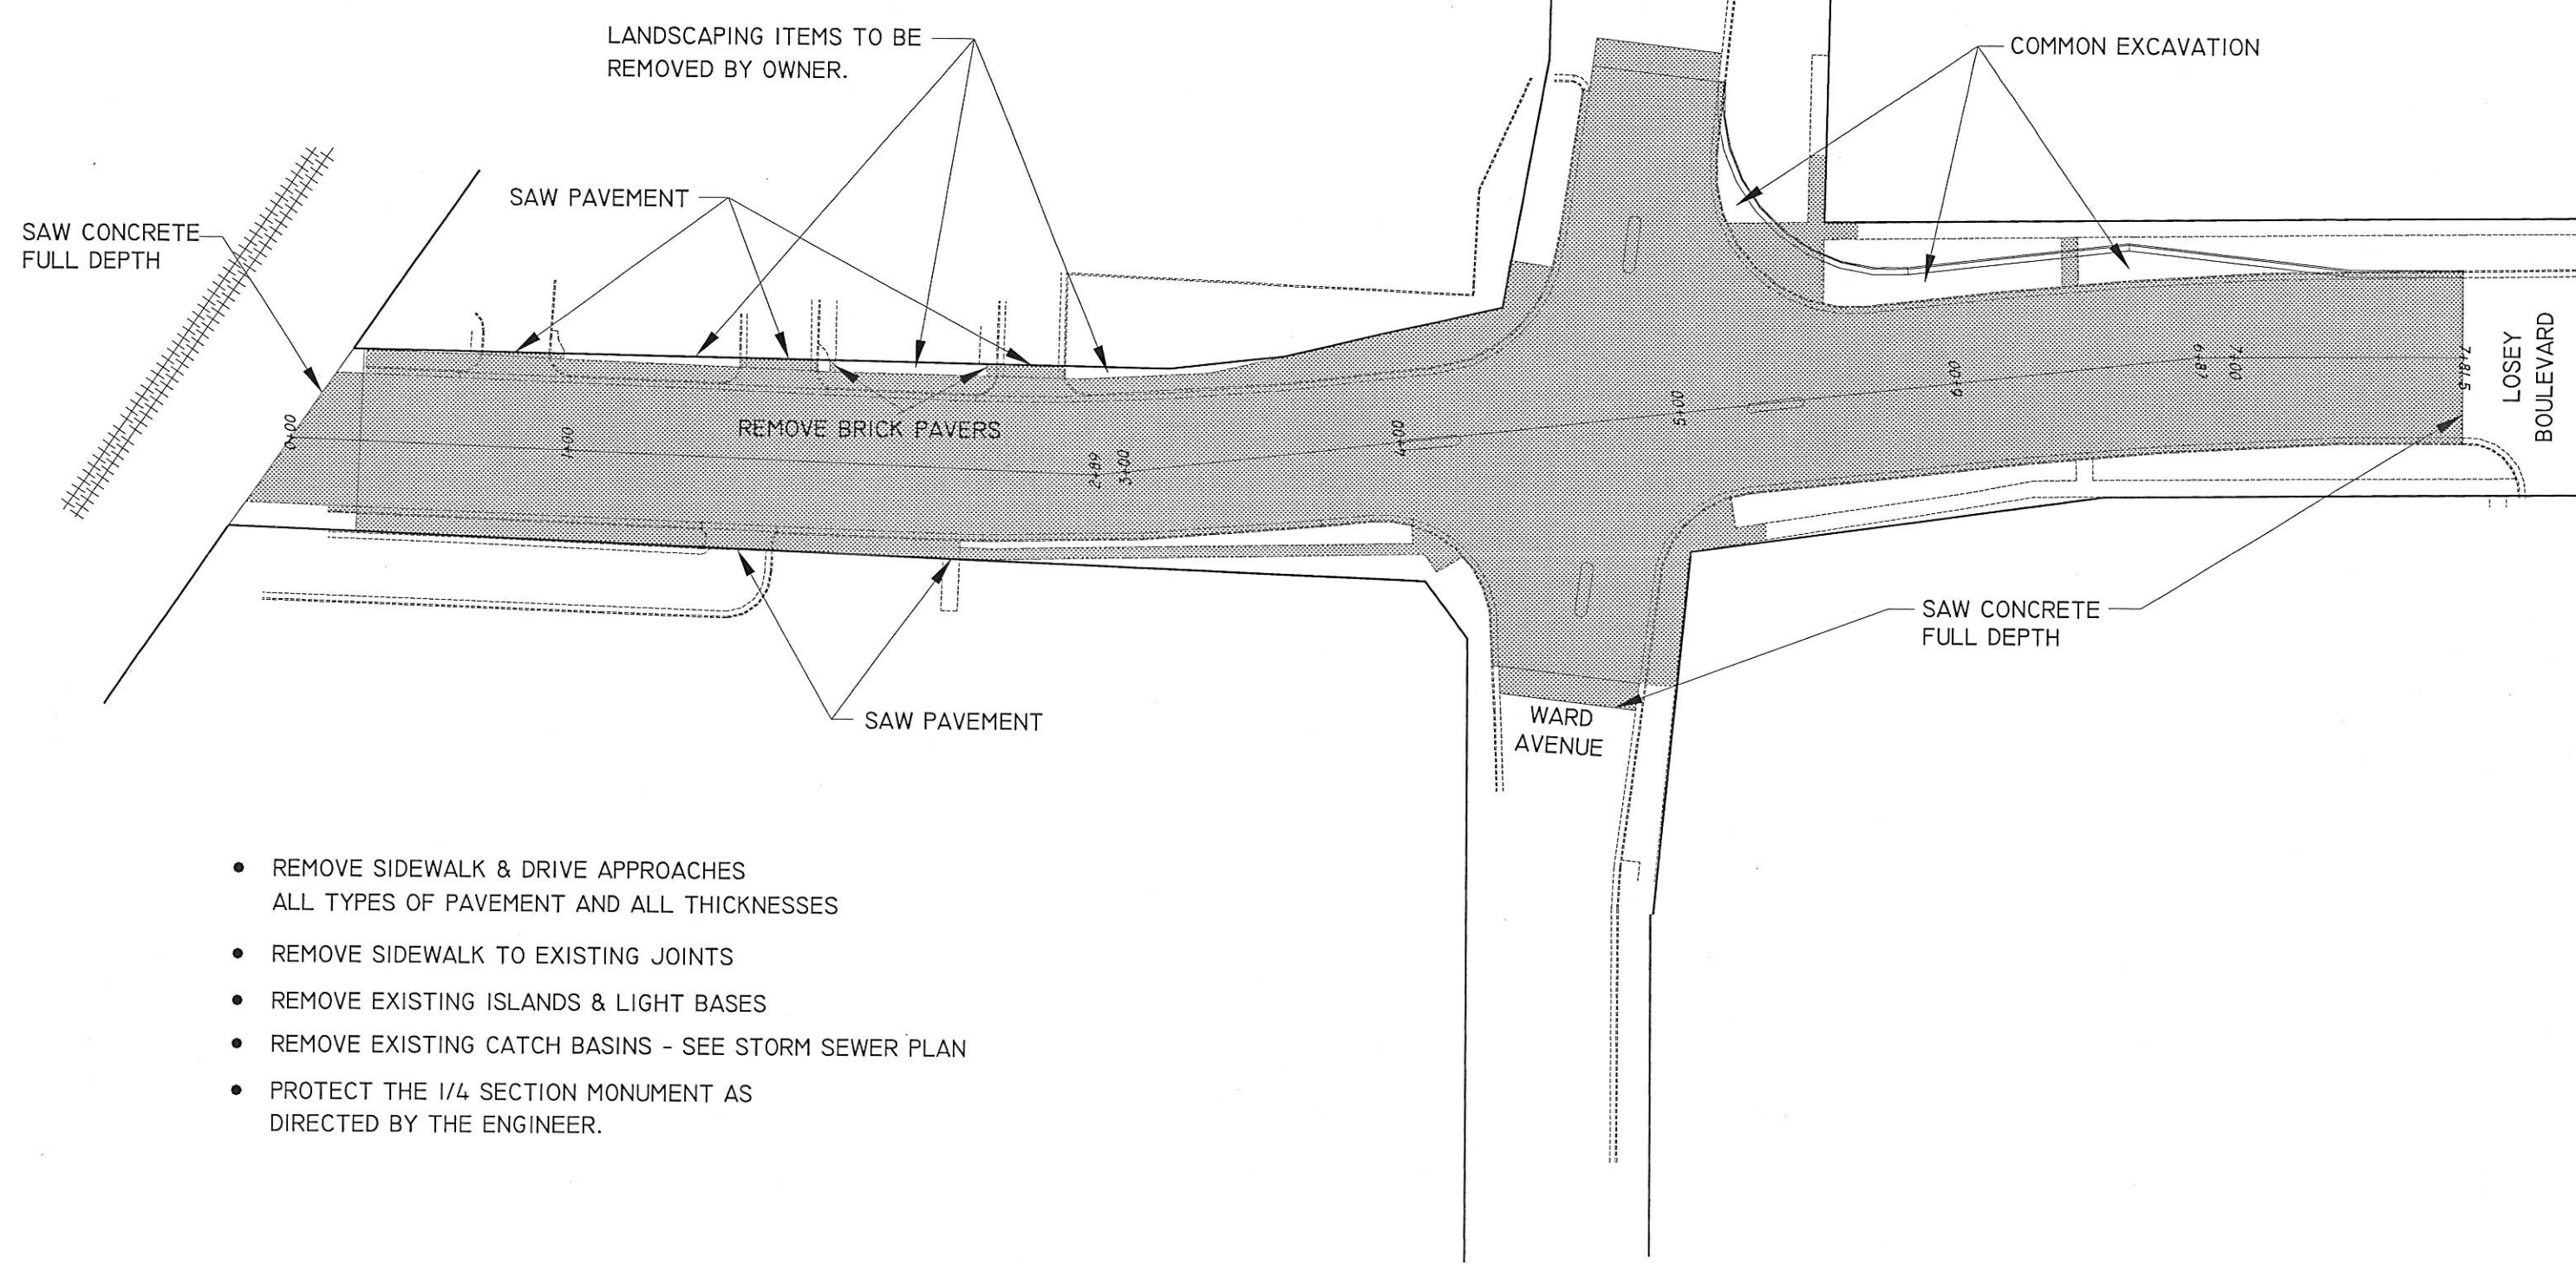 LANDSCAPING ITEMS TO BE
REMOVED BY OWNER.
COMMON EXCAVATION
SAW PAVEMENT
SAW CONCRETE
FULL DEPTH
REMOVE BRICK PAVERS
0+00
1+00
2+89
3+00
4+00
5+00
6+00
6+87
7+00
7+81.5
LOSEY
BOULEVARD
SAW CONCRETE
FULL DEPTH
SAW PAVEMENT
WARD
AVENUE
• REMOVE SIDEWALK & DRIVE APPROACHES
ALL TYPES OF PAVEMENT AND ALL THICKNESSES
• REMOVE SIDEWALK TO EXISTING JOINTS
• REMOVE EXISTING ISLANDS & LIGHT BASES
• REMOVE EXISTING CATCH BASINS - SEE STORM SEWER PLAN
• PROTECT THE 1/4 SECTION MONUMENT AS
DIRECTED BY THE ENGINEER.